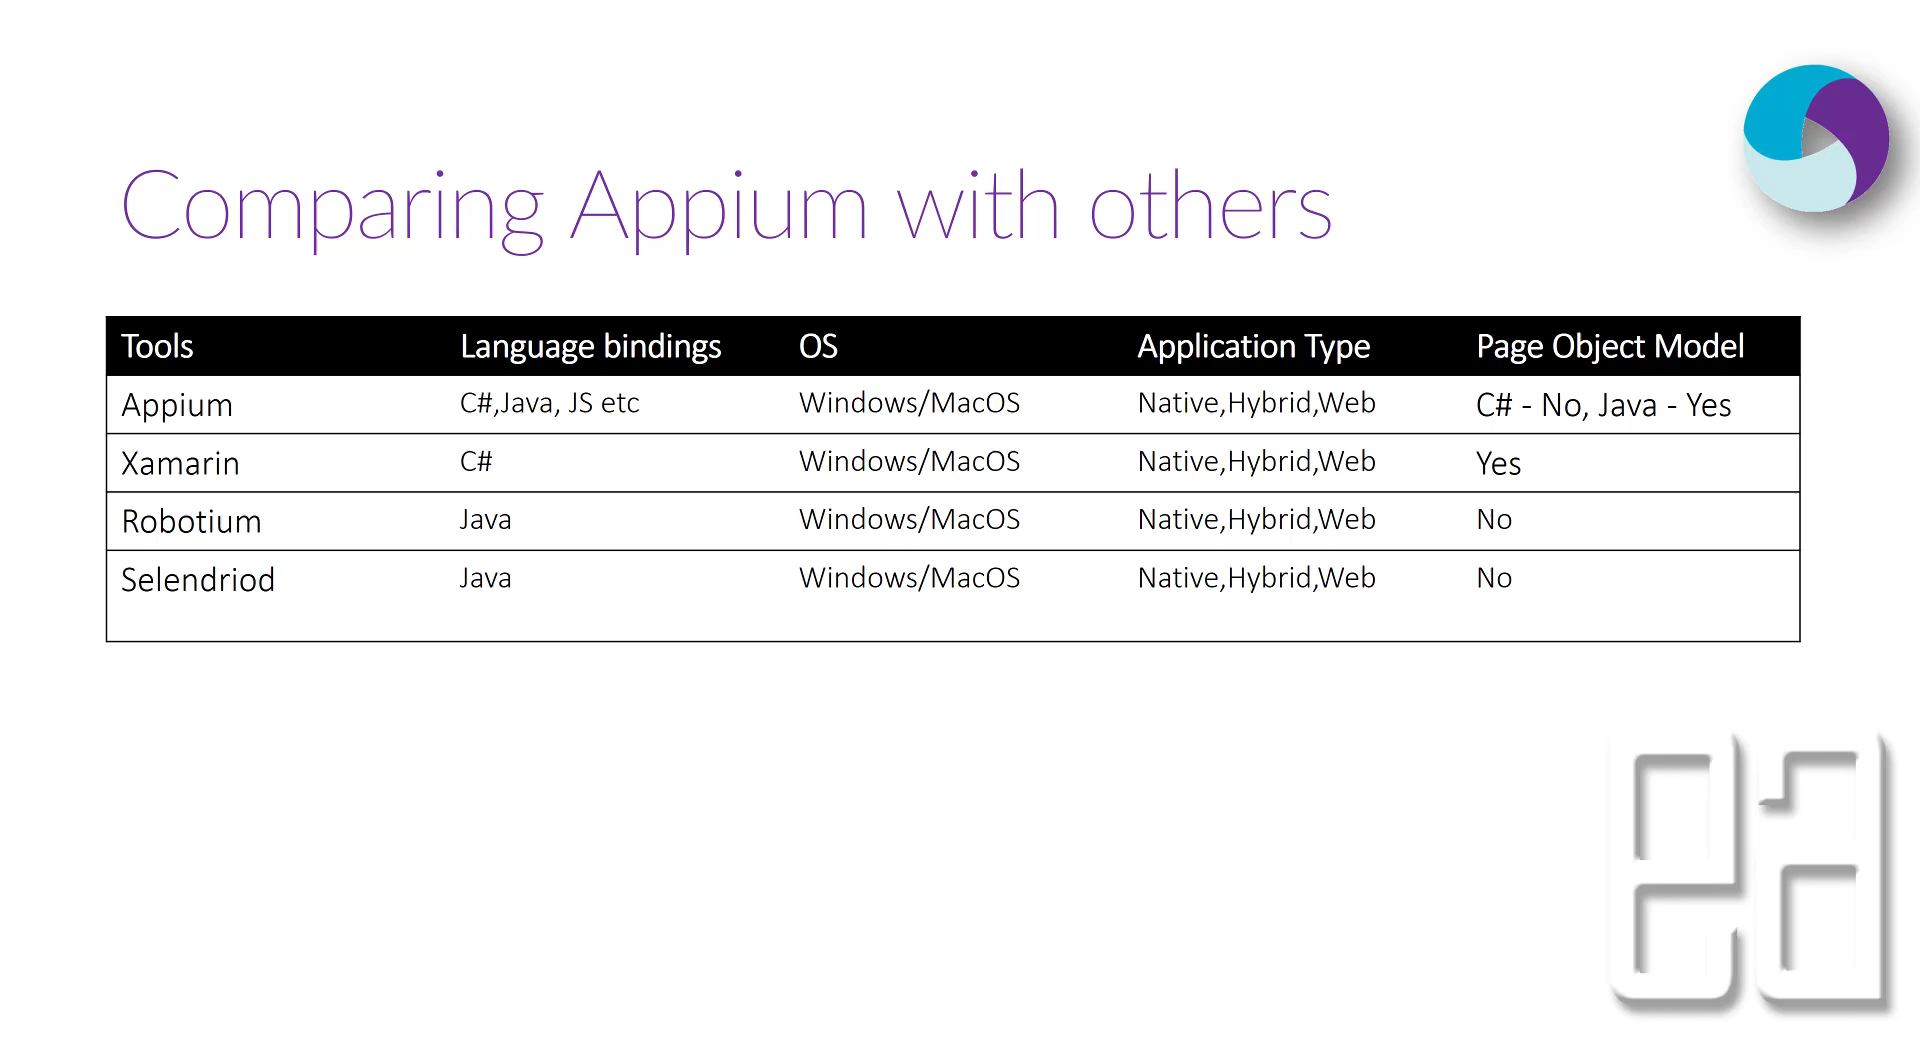 Comparing Appium with others
Tools Language bindings OS Application Type Page Object Model
Appium C#,Java, JS etc Windows/MacOS Native,Hybrid,Web C# - No, Java - Yes
Xamarin C# Windows/MacOS Native,Hybrid,Web Yes
Robotium Java Windows/MacOS Native,Hybrid,Web No
Selendriod Java Windows/MacOS Native,Hybrid,Web No
ea